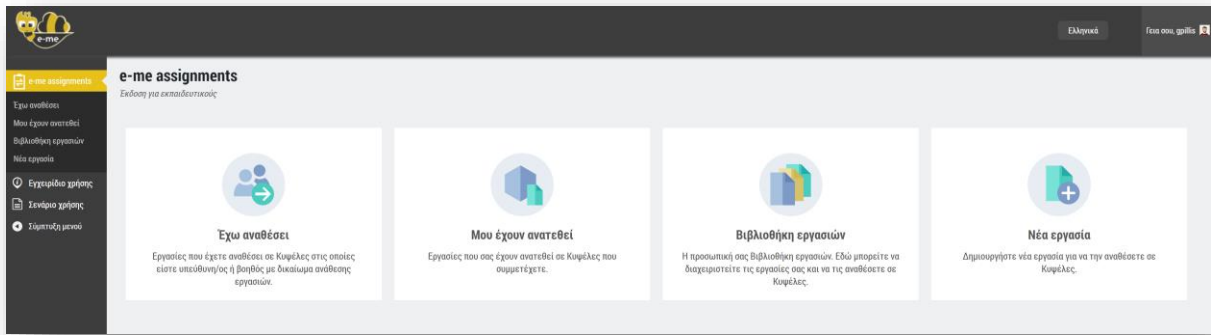 e-me
Ελληνικά
Γεια σου, gpillis
e-me assignments
Έχω αναθέσει
Μου έχουν ανατεθεί
Βιβλιοθήκη εργασιών
Νέα εργασία
Εγχειρίδιο χρήσης
Σενάριο χρήσης
Σύμπτυξη μενού
e-me assignments
Έκδοση για εκπαιδευτικούς
Έχω αναθέσει
Εργασίες που έχετε αναθέσει σε Κυψέλες στις οποίες
είστε υπεύθυνη/ος ή βοηθός με δικαίωμα ανάθεσης
εργασιών.
Μου έχουν ανατεθεί
Εργασίες που σας έχουν ανατεθεί σε Κυψέλες που
συμμετέχετε.
Βιβλιοθήκη εργασιών
Η προσωπική σας Βιβλιοθήκη εργασιών. Εδώ μπορείτε να
διαχειριστείτε τις εργασίες σας και να τις αναθέσετε σε
Κυψέλες.
Νέα εργασία
Δημιουργήστε νέα εργασία για να την αναθέσετε σε
Κυψέλες.